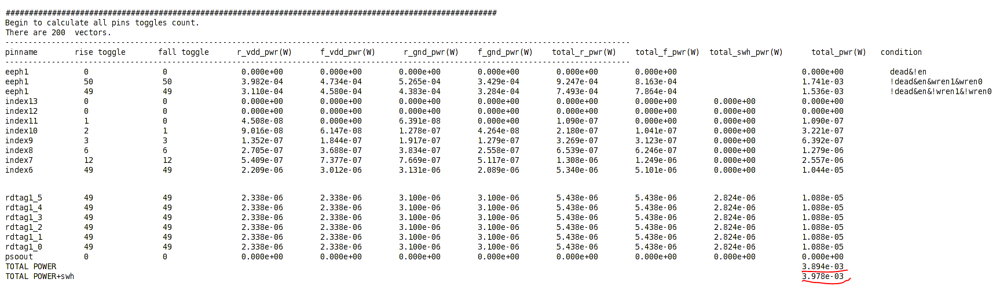 ##########################################################################################################
Begin to calculate all pins toggles count.
There are 200  vectors.
---------------------------------------------------------------------------------------------------------------------------------------
pinname rise toggle fall toggle r_vdd_pwr(W) f_vdd_pwr(W) r_gnd_pwr(W) f_gnd_pwr(W) total_r_pwr(W) total_f_pwr(W) total_swh_pwr(W) total_pwr(W) condition
---------------------------------------------------------------------------------------------------------------------------------------
eeph1 0 0 0.000e+00 0.000e+00 0.000e+00 0.000e+00 0.000e+00 0.000e+00 0.000e+00 dead&!en
eeph1 50 50 3.982e-04 4.734e-04 5.265e-04 3.429e-04 9.247e-04 8.163e-04 1.741e-03 !dead&en&wren1&wren0
eeph1 49 49 3.110e-04 4.580e-04 4.383e-04 3.284e-04 7.493e-04 7.864e-04 1.536e-03 !dead&en&!wren1&!wren0
index13 0 0 0.000e+00 0.000e+00 0.000e+00 0.000e+00 0.000e+00 0.000e+00 0.000e+00 0.000e+00
index12 0 0 0.000e+00 0.000e+00 0.000e+00 0.000e+00 0.000e+00 0.000e+00 0.000e+00 0.000e+00
index11 1 0 4.508e-08 0.000e+00 6.391e-08 0.000e+00 1.090e-07 0.000e+00 0.000e+00 1.090e-07
index10 2 1 9.016e-08 6.147e-08 1.278e-07 4.264e-08 2.180e-07 1.041e-07 0.000e+00 3.221e-07
index9 3 3 1.352e-07 1.844e-07 1.917e-07 1.279e-07 3.269e-07 3.123e-07 0.000e+00 6.392e-07
index8 6 6 2.705e-07 3.688e-07 3.834e-07 2.558e-07 6.539e-07 6.246e-07 0.000e+00 1.279e-06
index7 12 12 5.409e-07 7.377e-07 7.669e-07 5.117e-07 1.308e-06 1.249e-06 0.000e+00 2.557e-06
index6 49 49 2.209e-06 3.012e-06 3.131e-06 2.089e-06 5.340e-06 5.101e-06 0.000e+00 1.044e-05
rdtag1_5 49 49 2.338e-06 2.338e-06 3.100e-06 3.100e-06 5.438e-06 5.438e-06 2.824e-06 1.088e-05
rdtag1_4 49 49 2.338e-06 2.338e-06 3.100e-06 3.100e-06 5.438e-06 5.438e-06 2.824e-06 1.088e-05
rdtag1_3 49 49 2.338e-06 2.338e-06 3.100e-06 3.100e-06 5.438e-06 5.438e-06 2.824e-06 1.088e-05
rdtag1_2 49 49 2.338e-06 2.338e-06 3.100e-06 3.100e-06 5.438e-06 5.438e-06 2.824e-06 1.088e-05
rdtag1_1 49 49 2.338e-06 2.338e-06 3.100e-06 3.100e-06 5.438e-06 5.438e-06 2.824e-06 1.088e-05
rdtag1_0 49 49 2.338e-06 2.338e-06 3.100e-06 3.100e-06 5.438e-06 5.438e-06 2.824e-06 1.088e-05
psoout 0 0 0.000e+00 0.000e+00 0.000e+00 0.000e+00 0.000e+00 0.000e+00 0.000e+00 0.000e+00
TOTAL POWER 3.894e-03
TOTAL POWER+swh 3.978e-03